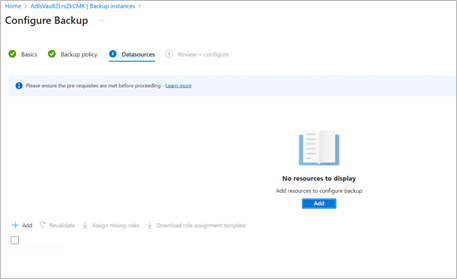 Home > AdlsVault2LrsZkCMK | Backup instances >
Configure Backup ...
Basics Backup policy 3 Datasources 4 Review + configure
Please ensure the pre-requisites are met before proceeding - Learn more
No resources to display
Add resources to configure backup
Add
+ Add Revalidate Assign missing roles Download role assignment template